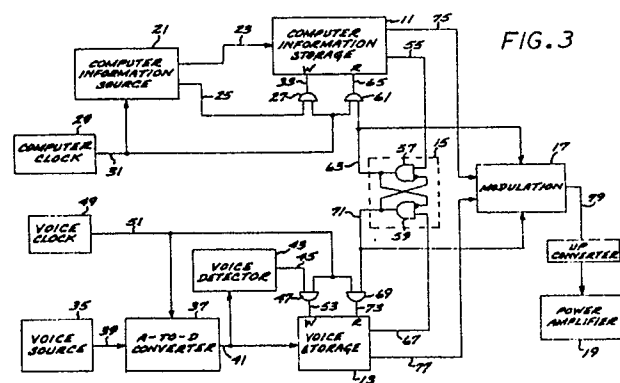 FIG. 3
21
COMPUTER
INFORMATION
SOURCE
23
25
COMPUTER
INFORMATION
STORAGE
11
W
R
33
65
27
61
75
55
29
COMPUTER
CLOCK
31
63
57
15
59
71
17
MODULATION
79
UP
CONVERTER
POWER
AMPLIFIER
19
49
VOICE
CLOCK
51
43
VOICE
DETECTOR
45
47
69
53
73
35
VOICE
SOURCE
39
37
A-TO-D
CONVERTER
41
W
R
VOICE
STORAGE
13
67
77